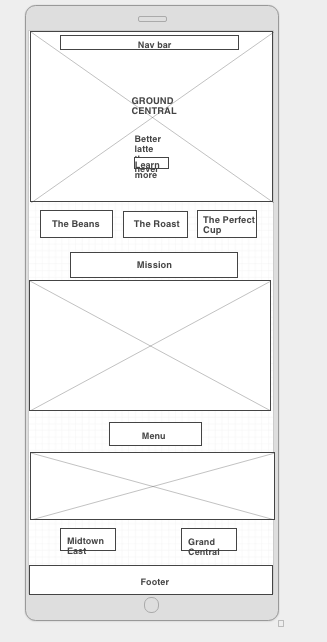 Nav bar
GROUND
CENTRAL
Better
latte
Learn
never
more
The Beans
The Roast
The Perfect
Cup
Mission
Menu
Midtown
East
Grand
Central
Footer